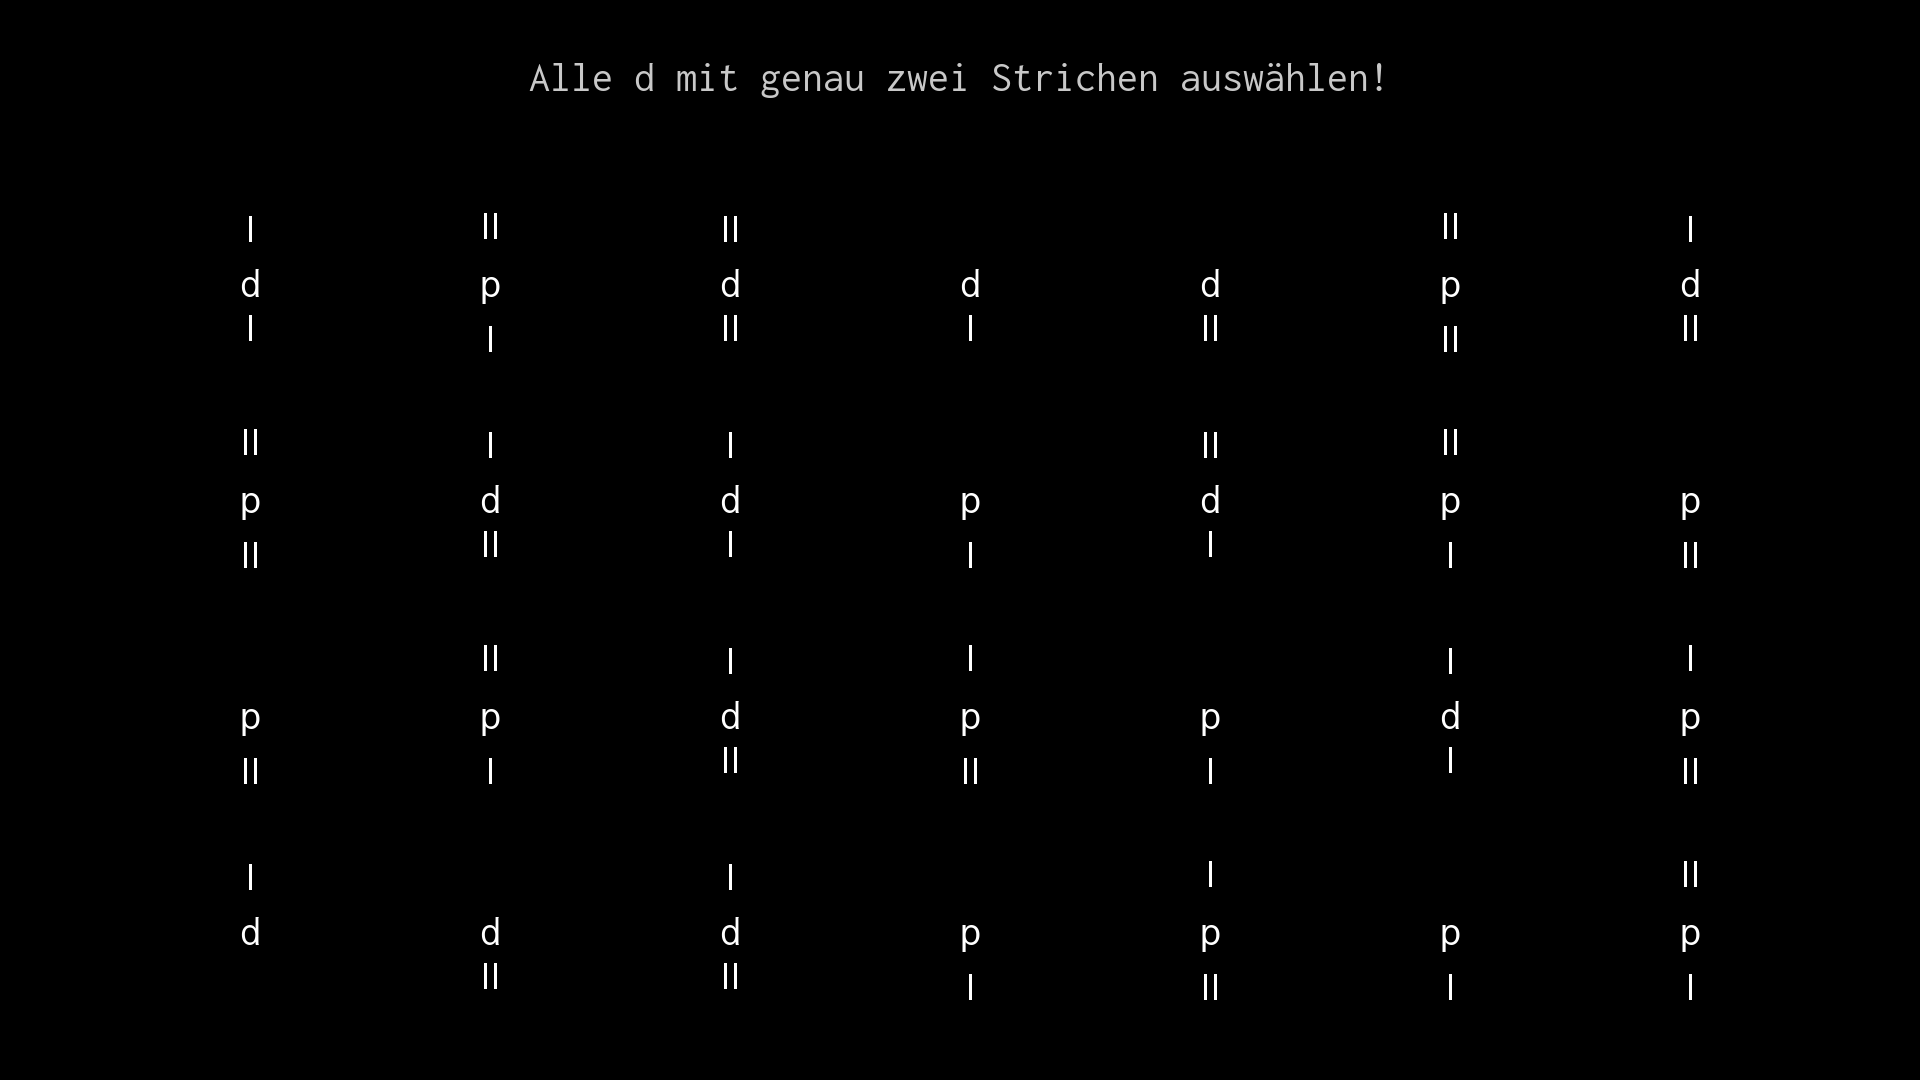 Alle d mit genau zwei Strichen auswählen!
| || || || |
d p d d d p d
| | || | || || ||
|| | | || ||
p d d p d p p
|| || | | | | ||
|| | | | |
p p d p p d p
|| | || || | | ||
| | | ||
d d d p p p p
|| || | || | |